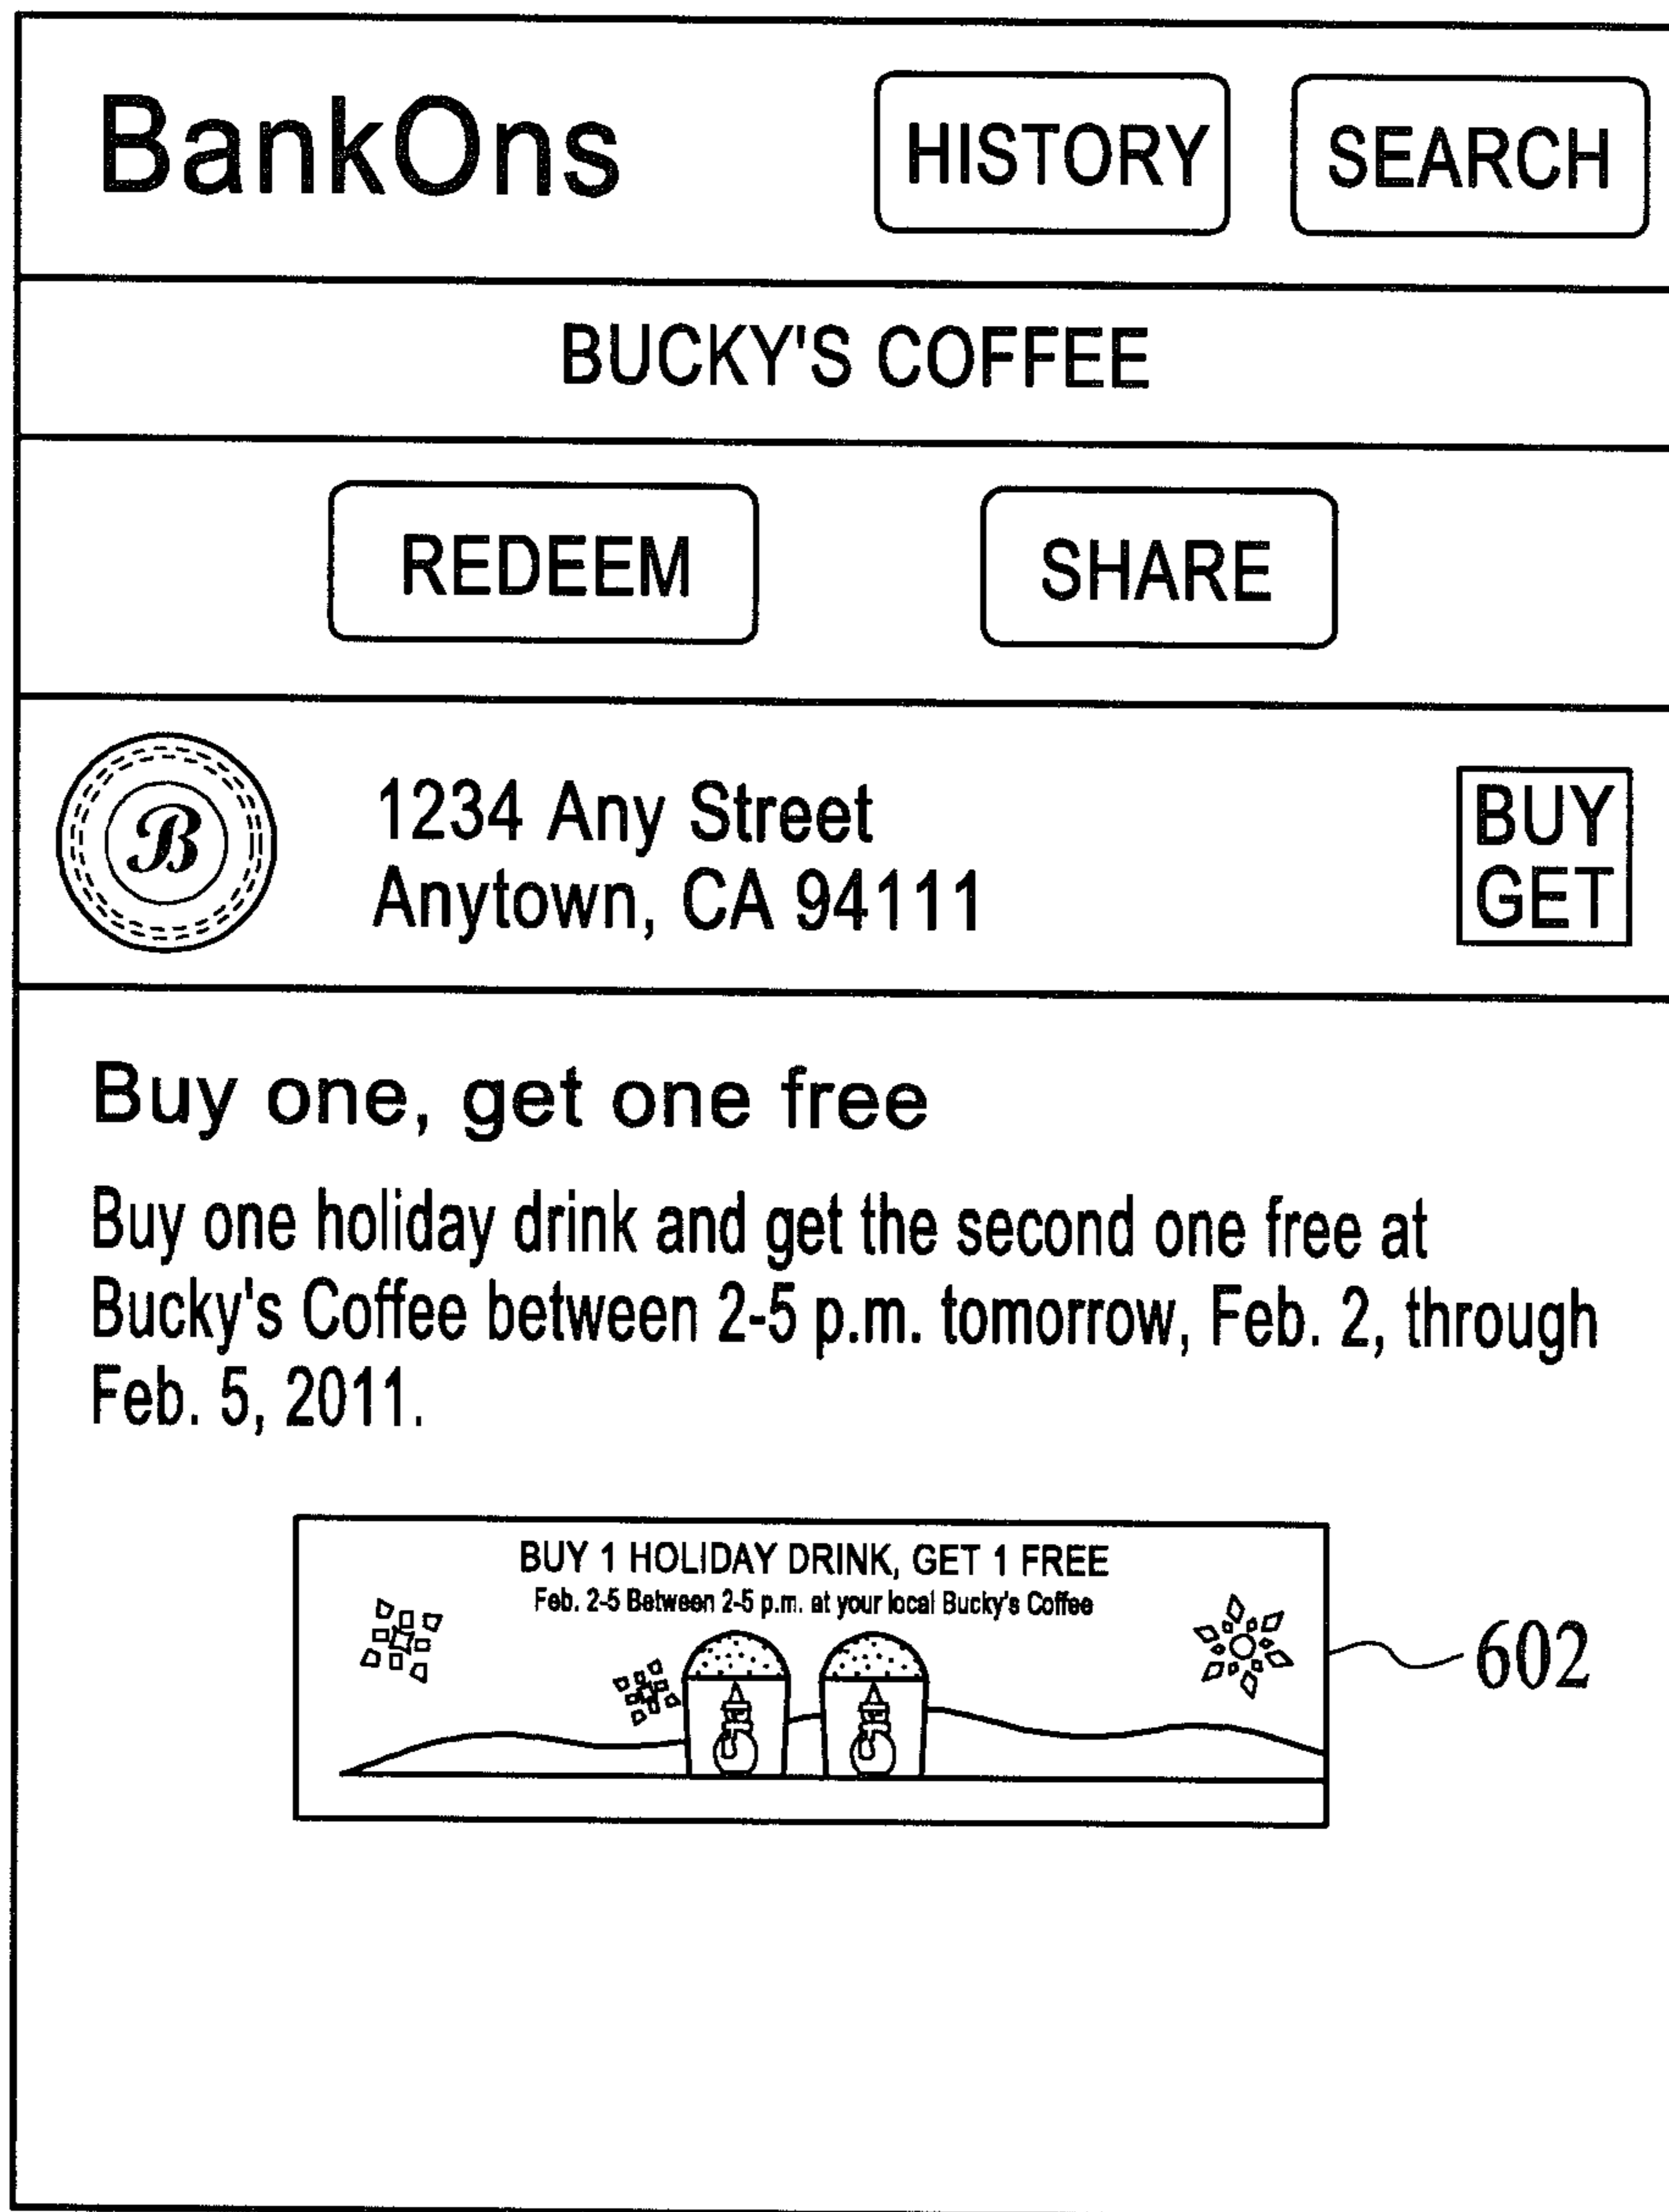 BankOns HISTORY SEARCH
BUCKY'S COFFEE
REDEEM SHARE
B
1234 Any Street
Anytown, CA 94111
BUY
GET
Buy one, get one free
Buy one holiday drink and get the second one free at
Bucky's Coffee between 2-5 p.m. tomorrow, Feb. 2, through
Feb. 5, 2011.
BUY 1 HOLIDAY DRINK, GET 1 FREE
Feb. 2-5 Between 2-5 p.m. at your local Bucky's Coffee
602